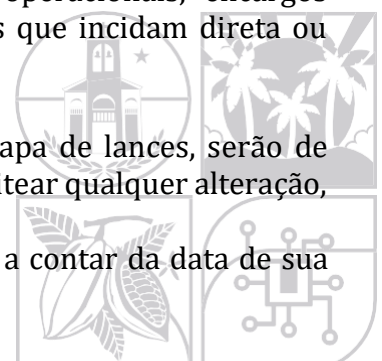 operacionais, encargos
s que incidam direta ou
apa de lances, serão de
itear qualquer alteração,
a contar da data de sua